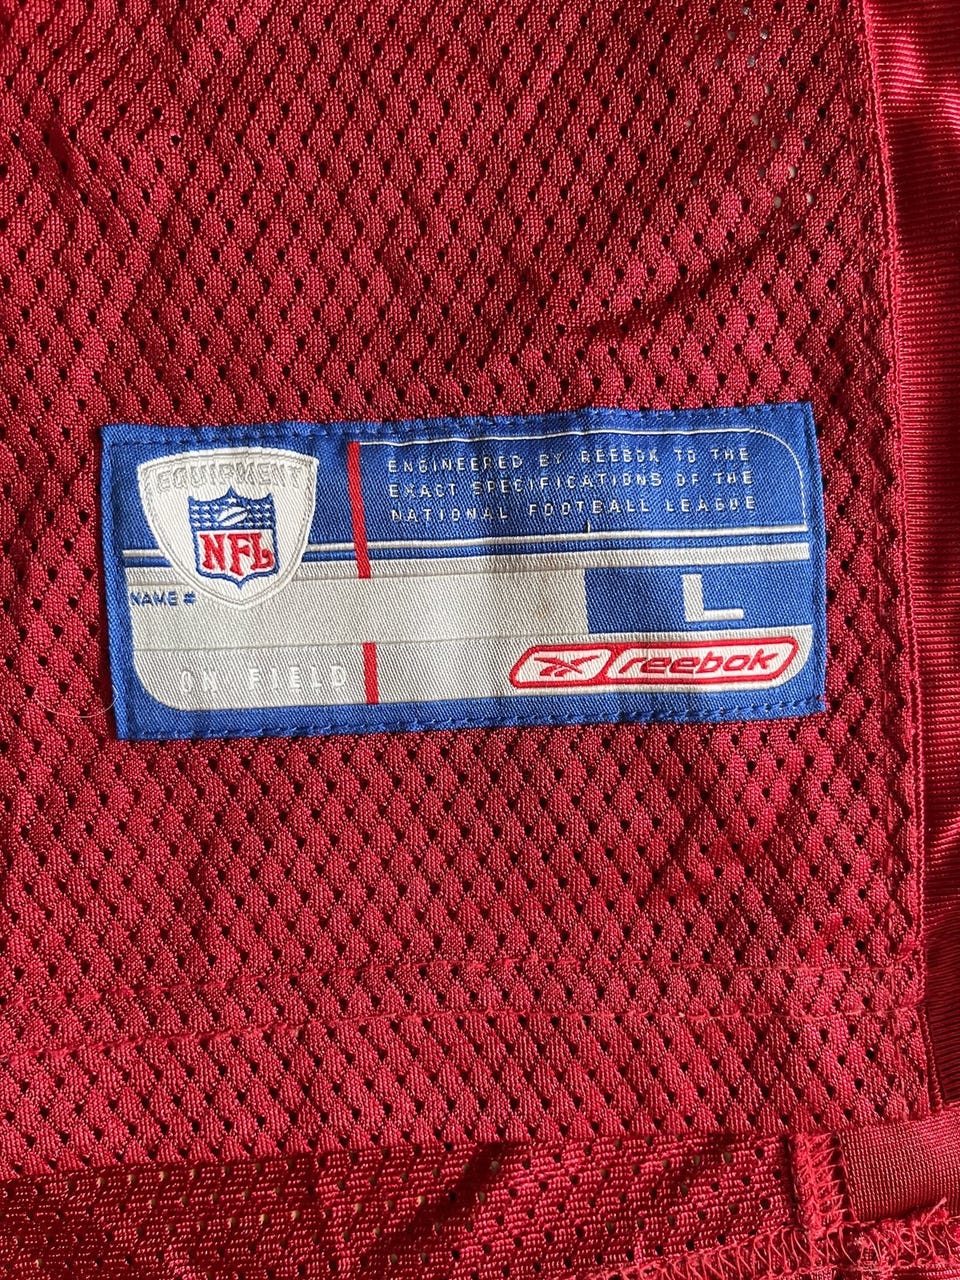 EQUIPMENT
NFL
ENGINEERED BY REEBOK TO THE
EXACT SPECIFICATIONS OF THE
NATIONAL FOOTBALL LEAGUE
NAME #
L
ON FIELD
reebok